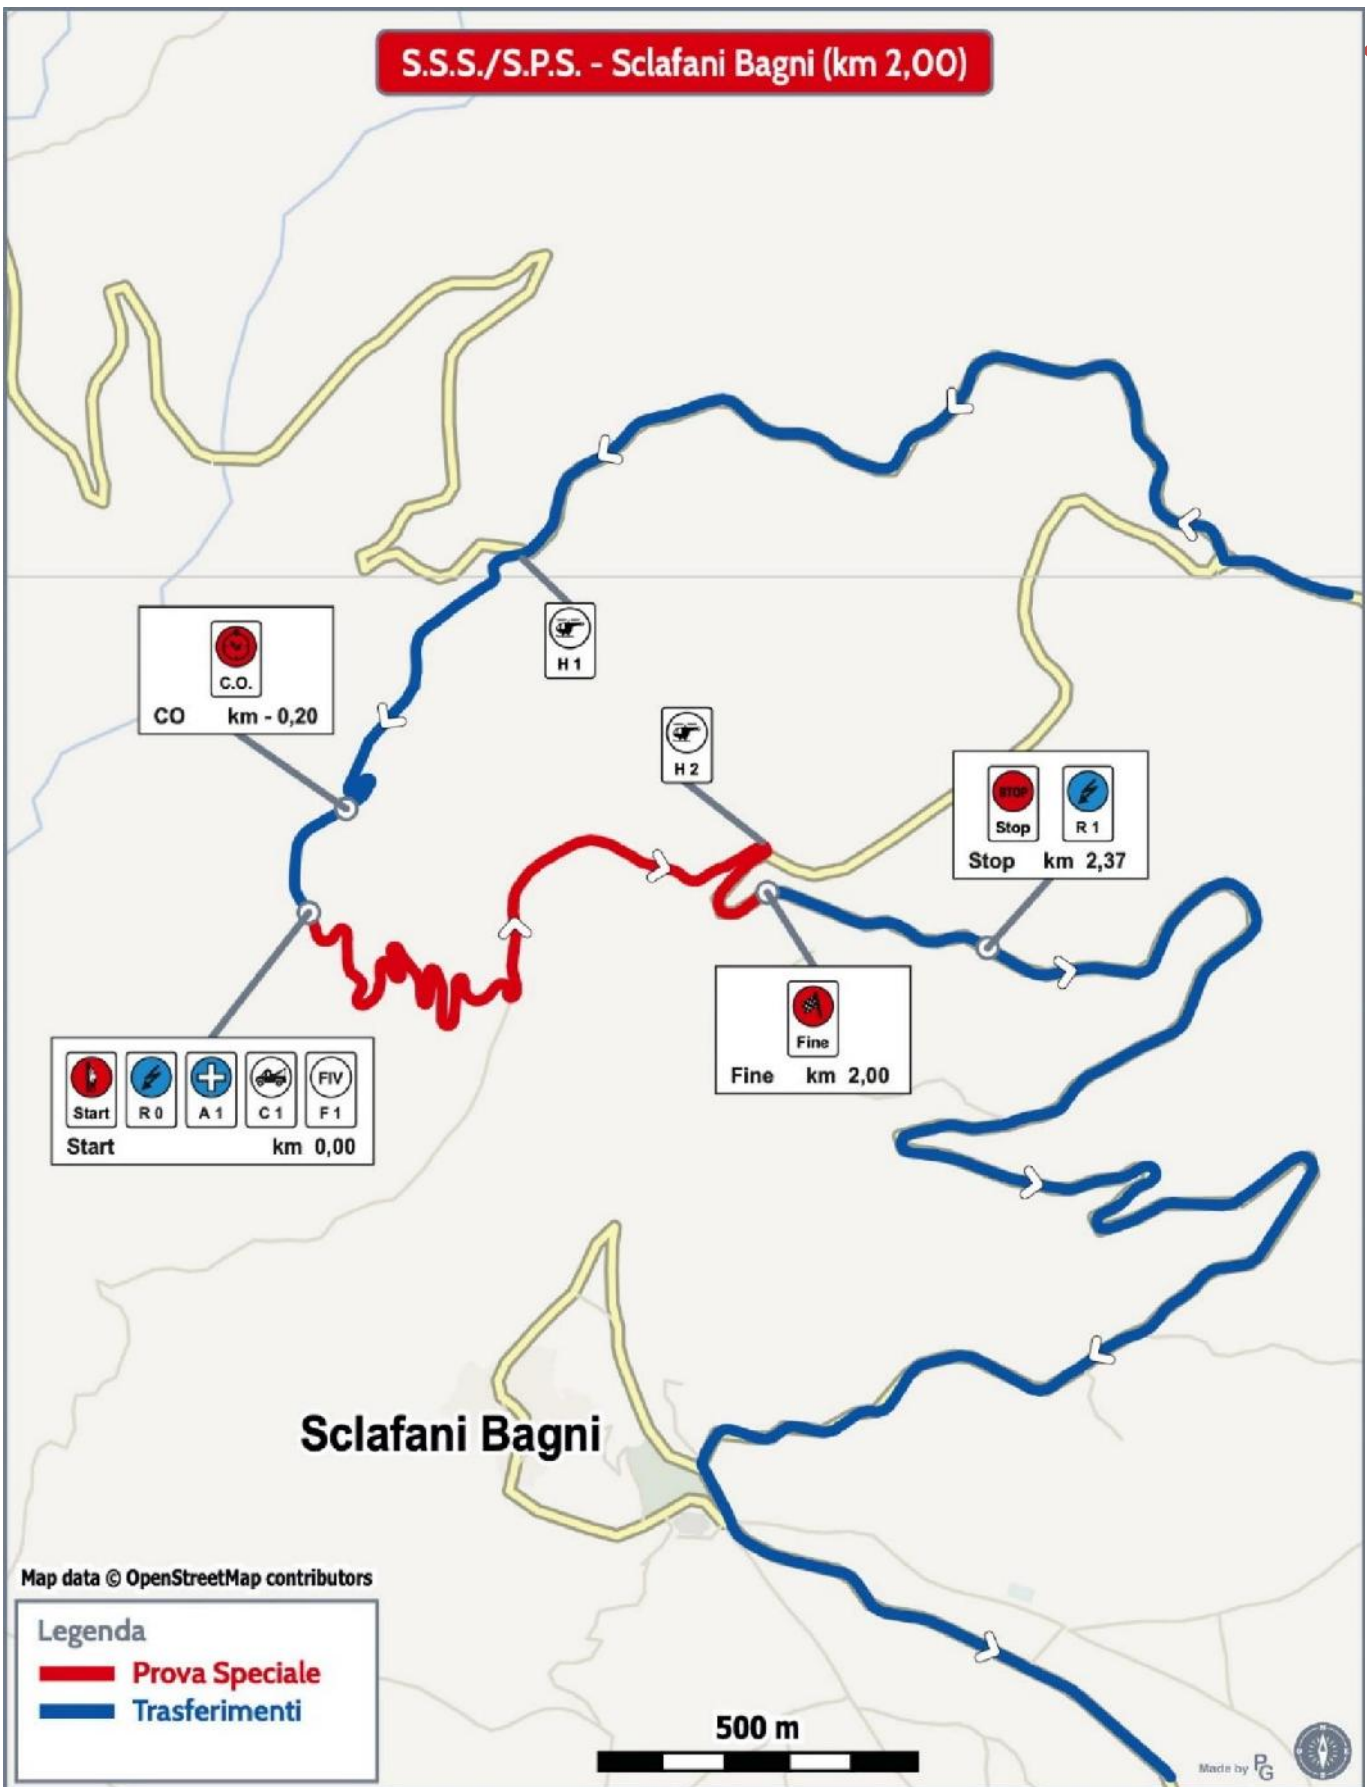 S.S.S./S.P.S. - Sclafani Bagni (km 2,00)
C.O.
CO km - 0,20
H 1
H 2
STOP
Stop R 1
Stop km 2,37
Fine
Fine km 2,00
FIV
Start R 0 A 1 C 1 F 1
Start km 0,00
Sclafani Bagni
Map data © OpenStreetMap contributors
Legenda
Prova Speciale
Trasferimenti
500 m
Made by PG